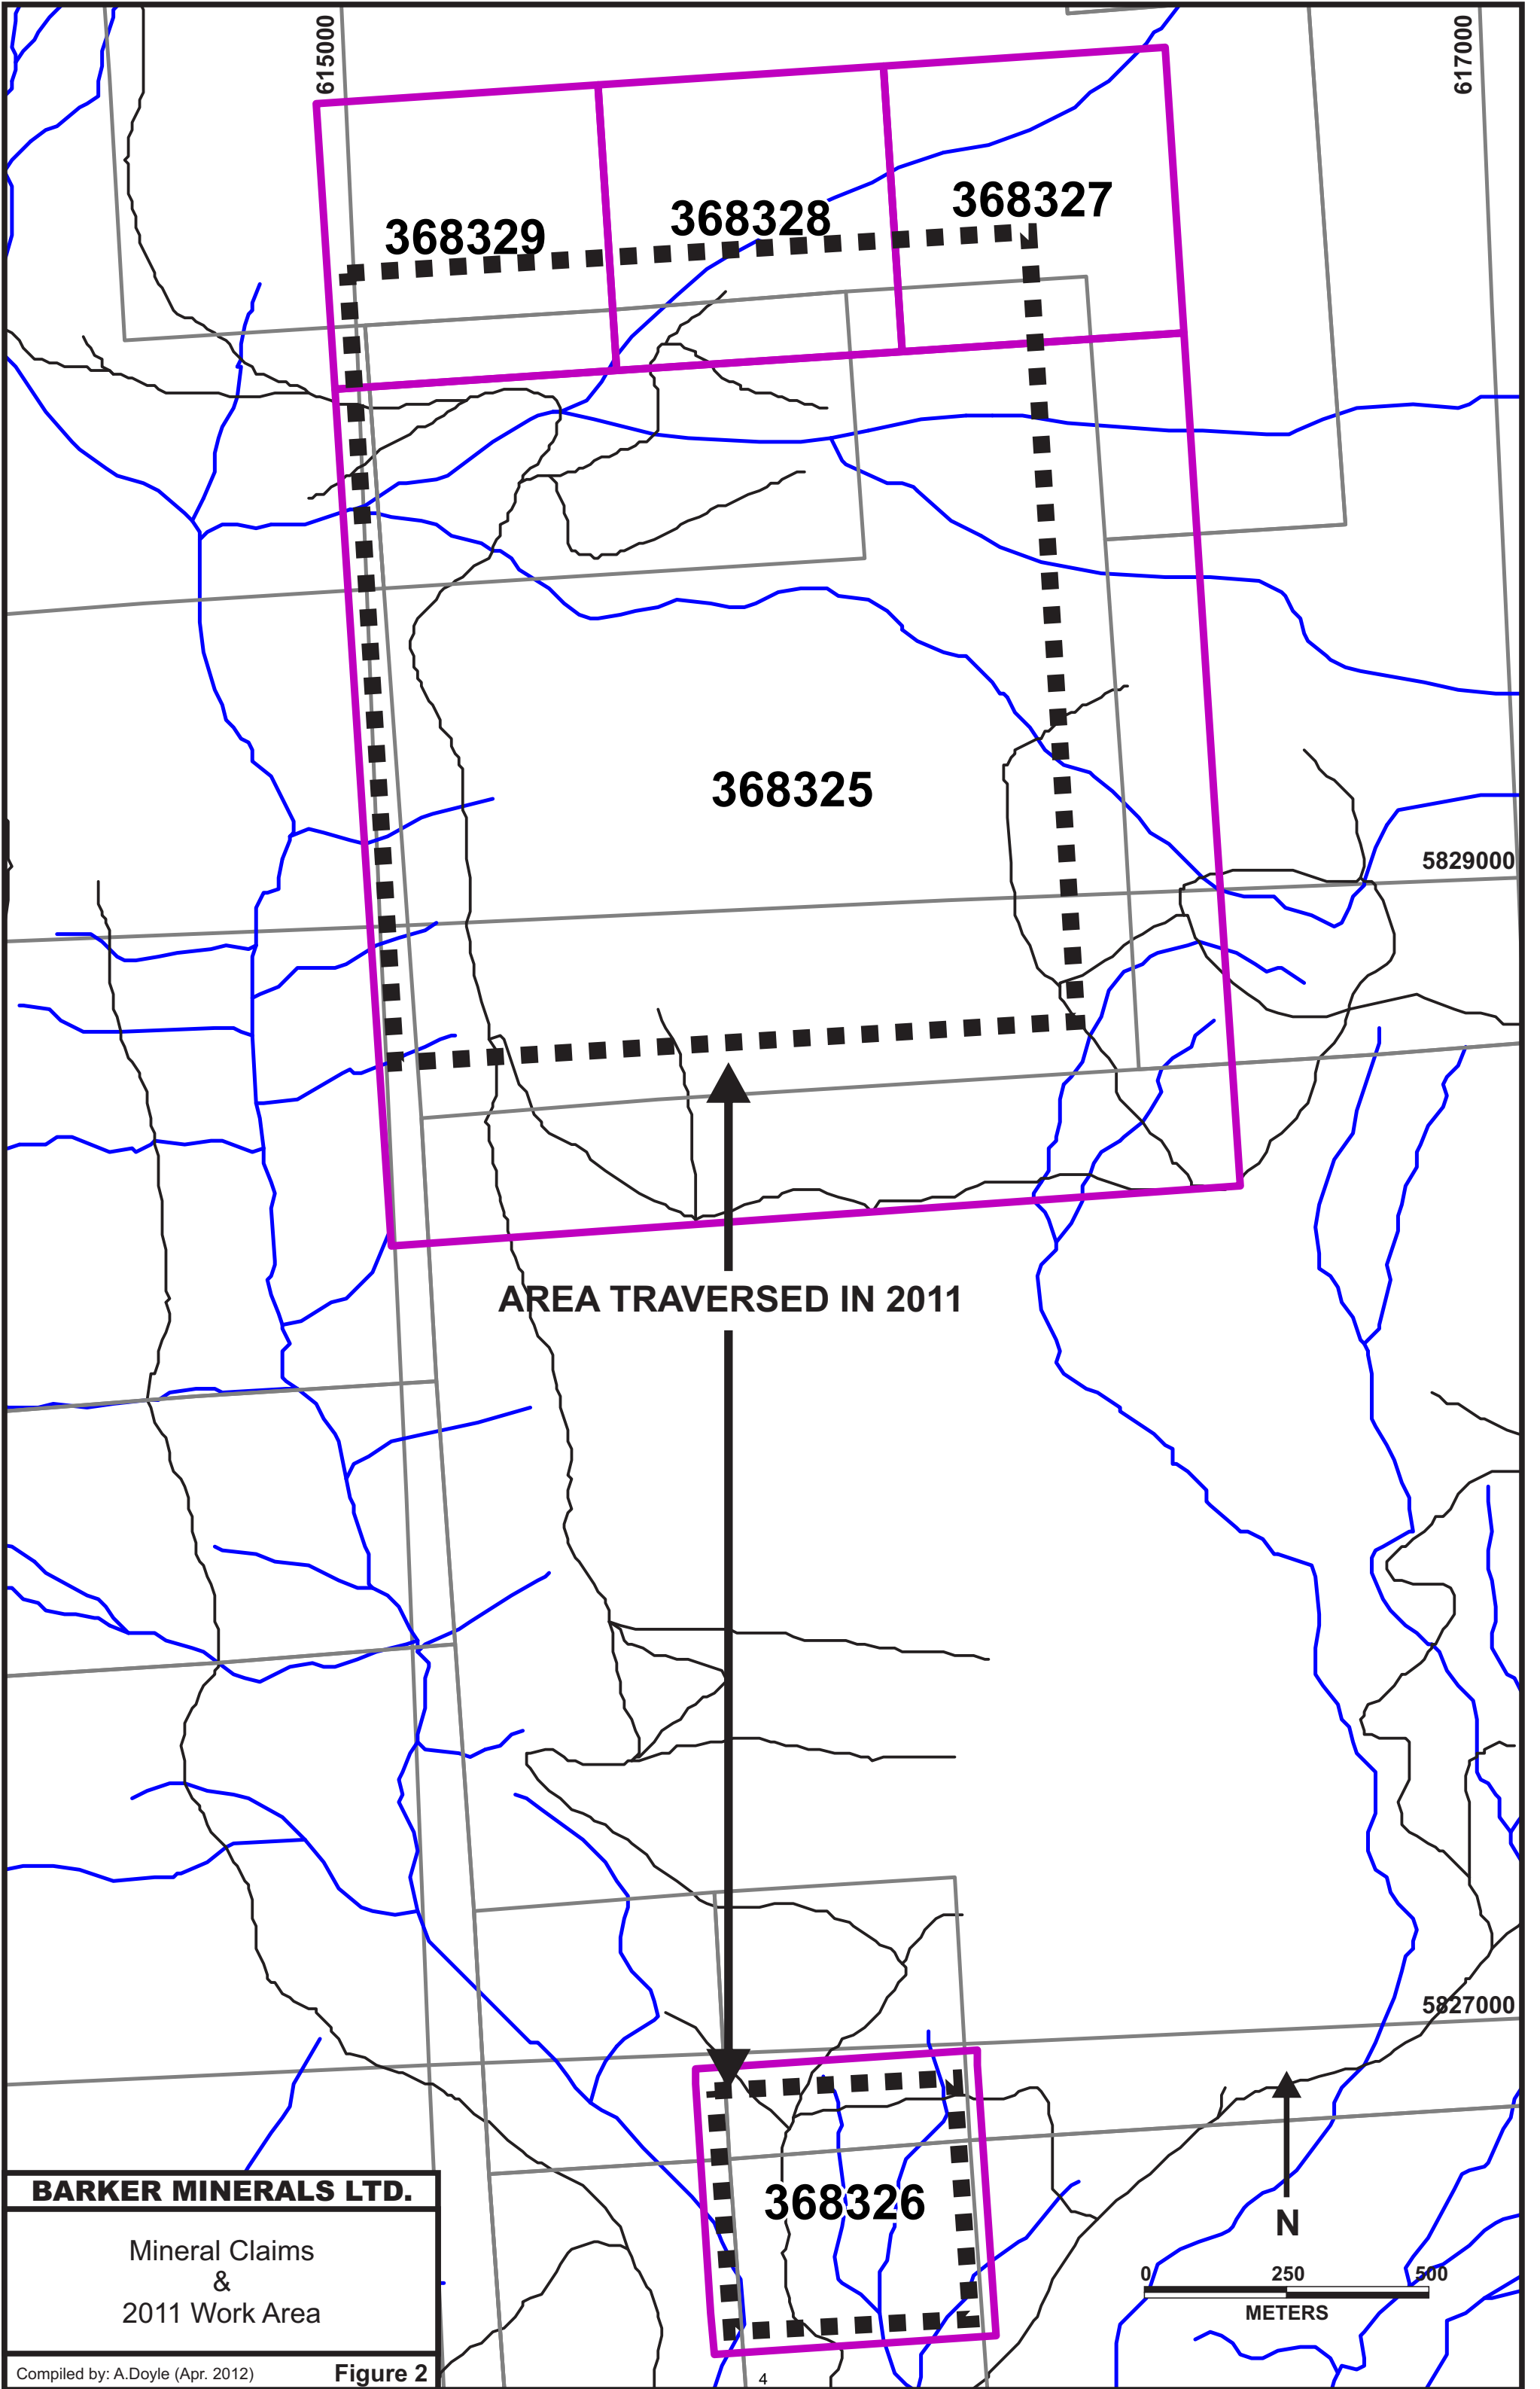 615000
617000
368329
368328
368327
368325
5829000
AREA TRAVERSED IN 2011
5827000
368326
N
0 250 500
METERS
BARKER MINERALS LTD.
Mineral Claims
&
2011 Work Area
Compiled by: A.Doyle (Apr. 2012)
Figure 2
4